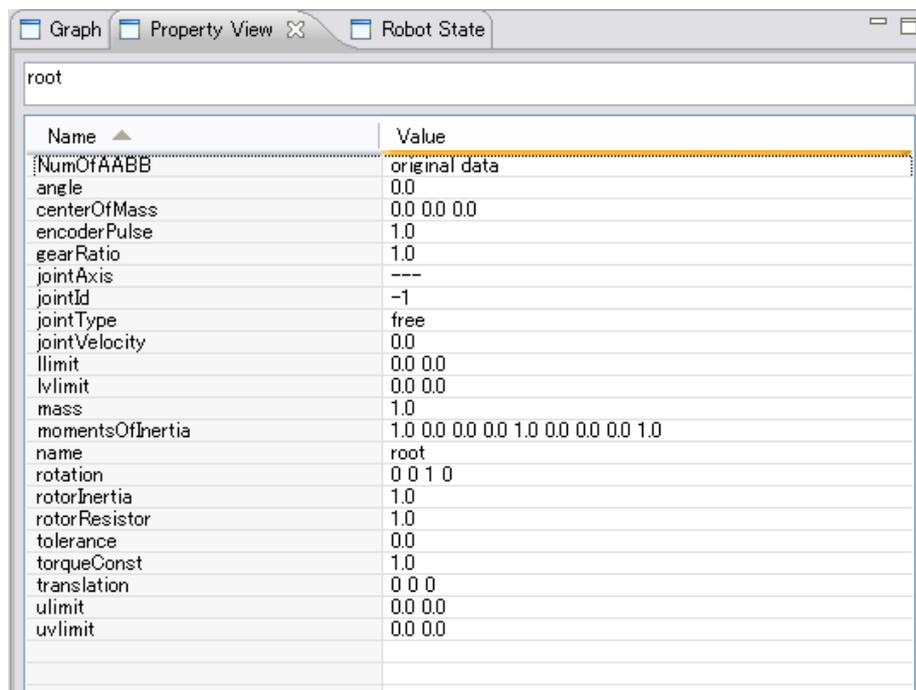 Graph Property View Robot State
root
Name Value
NumOfAABB original data
angle 0.0
centerOfMass 0.0 0.0 0.0
encoderPulse 1.0
gearRatio 1.0
jointAxis ---
jointId -1
jointType free
jointVelocity 0.0
llimit 0.0 0.0
lvlimit 0.0 0.0
mass 1.0
momentsOfInertia 1.0 0.0 0.0 0.0 1.0 0.0 0.0 0.0 1.0
name root
rotation 0 0 1 0
rotorInertia 1.0
rotorResistor 1.0
tolerance 0.0
torqueConst 1.0
translation 0 0 0
ulimit 0.0 0.0
uvlimit 0.0 0.0